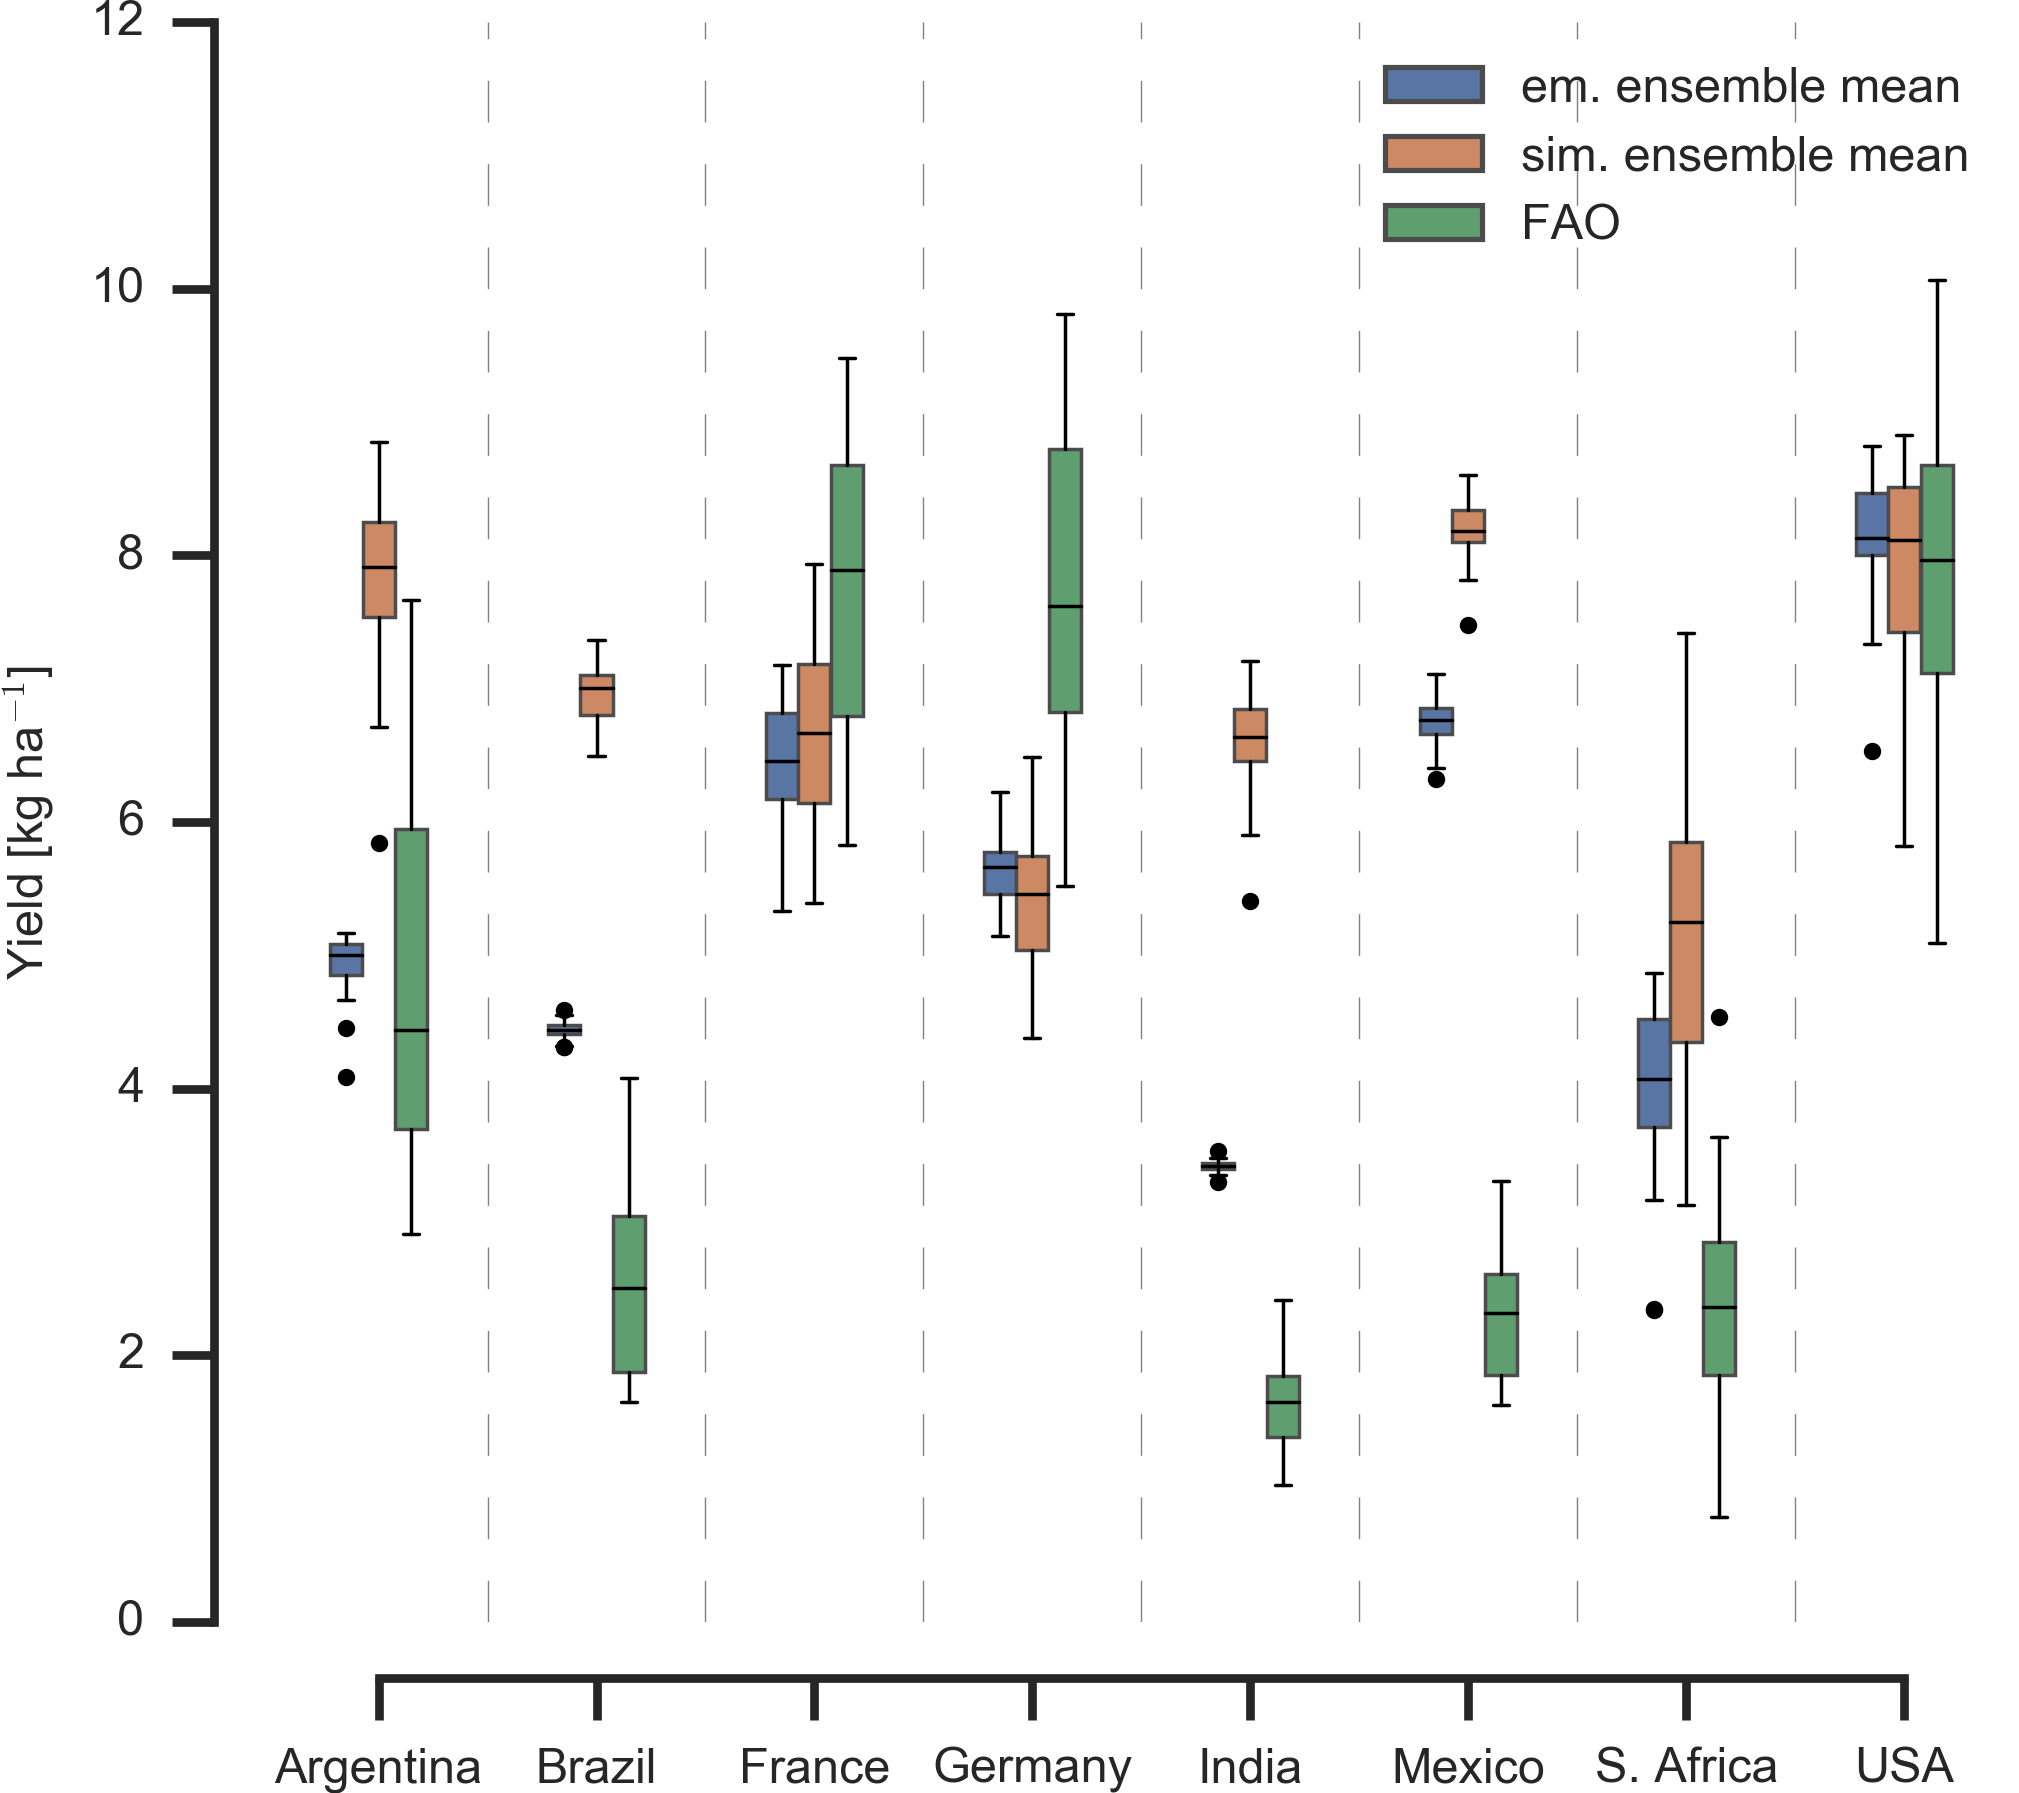 12
10
8
6
4
2
0
Yield [kg ha⁻¹]
em. ensemble mean
sim. ensemble mean
FAO
Argentina Brazil France Germany India Mexico S. Africa USA